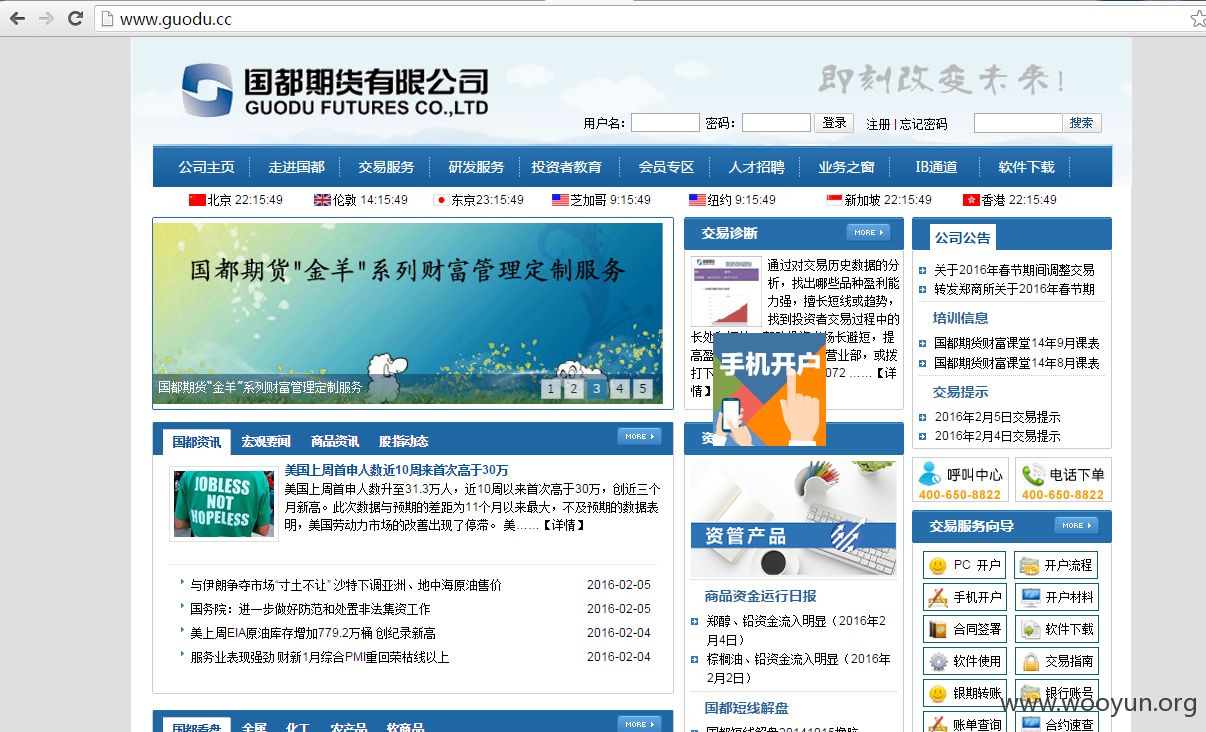 www.guodu.cc
国都期货有限公司
GUODU FUTURES CO.,LTD
即刻改变未来!
用户名: 密码: 登录 注册 | 忘记密码 搜索
公司主页 走进国都 交易服务 研发服务 投资者教育 会员专区 人才招聘 业务之窗 IB通道 软件下载
北京 22:15:49 伦敦 14:15:49 东京23:15:49 芝加哥 9:15:49 纽约 9:15:49 新加坡 22:15:49 香港 22:15:49
国都期货"金羊"系列财富管理定制服务
国都期货"金羊"系列财富管理定制服务
1 2 3 4 5
交易诊断 MORE
通过对交易历史数据的分
析，找出哪些品种盈利能
力强，擅长短线或趋势，
找到投资者交易过程中的
长避短，提
营业部，或拨
打下
072 ......【详
情】
手机开户
公司公告
关于2016年春节期间调整交易
转发郑商所关于2016年春节期
培训信息
国都期货财富课堂14年9月课表
国都期货财富课堂14年8月课表
交易提示
2016年2月5日交易提示
2016年2月4日交易提示
呼叫中心
400-650-8822
电话下单
400-650-8822
国都资讯 宏观要闻 商品资讯 股指动态 MORE
JOBLESS
NOT
HOPELESS
美国上周首申人数近10周来首次高于30万
美国上周首申人数升至31.3万人，近10周以来首次高于30万，创近三个
月新高。此次数据与预期的差距为11个月以来最大，不及预期的数据表
明，美国劳动力市场的改善出现了停滞。 美......【详情】
与伊朗争夺市场“寸土不让” 沙特下调亚洲、地中海原油售价 2016-02-05
国务院：进一步做好防范和处置非法集资工作 2016-02-05
美上周EIA原油库存增加779.2万桶 创纪录新高 2016-02-04
服务业表现强劲 财新1月综合PMI重回荣枯线以上 2016-02-04
资管产品
商品资金运行日报
郑醇、铅资金流入明显（2016年2
月4日）
棕榈油、铅资金流入明显（2016年
2月2日）
国都短线解盘
交易服务向导 MORE
PC 开户 开户流程
手机开户 开户材料
合同签署 软件下载
软件使用 交易指南
银期转账 银行账号
账单查询 合约速查
国都看盘 金属 化工 农产品 软商品 MORE
www.wooyun.org